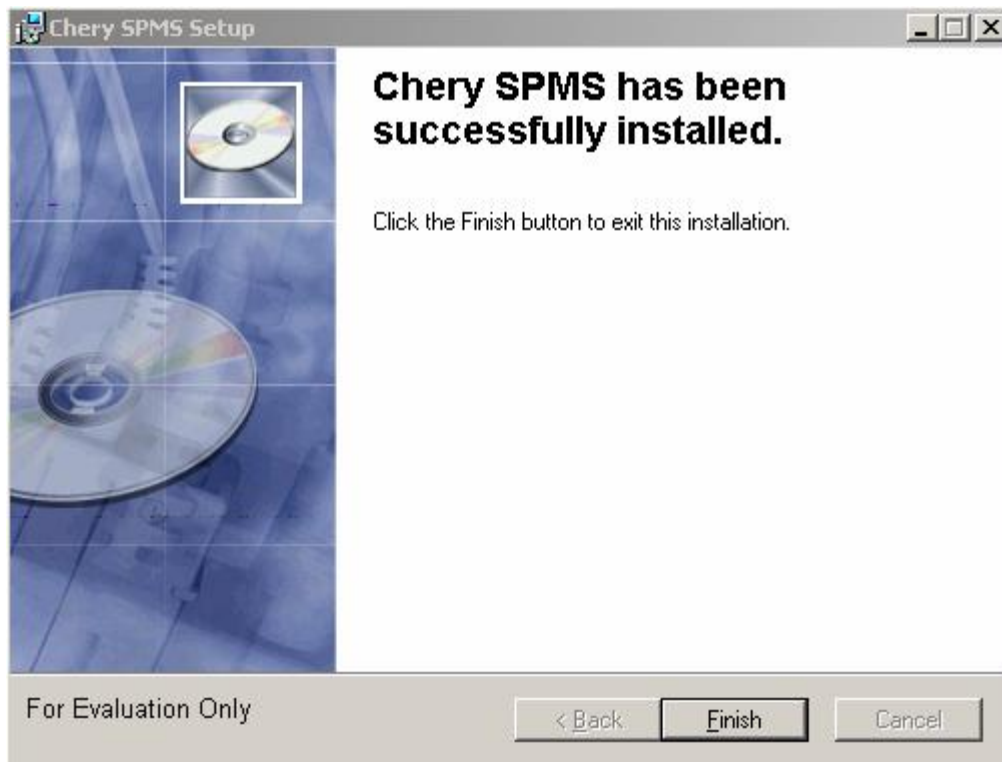 Chery SPMS Setup
Chery SPMS has been
successfully installed.
Click the Finish button to exit this installation.
For Evaluation Only
< Back
Finish
Cancel